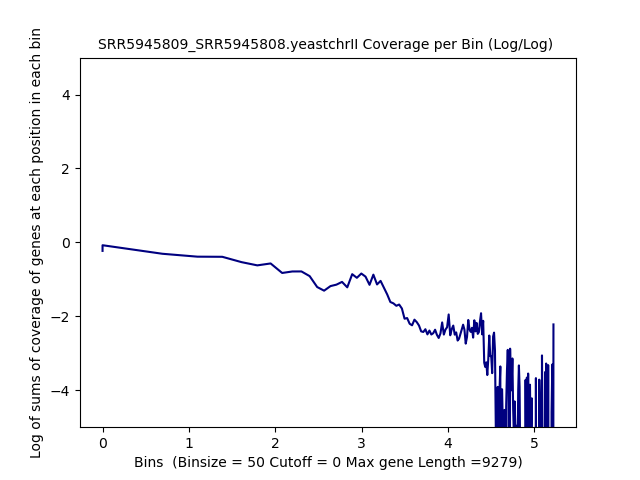 SRR5945809_SRR5945808.yeastchrII Coverage per Bin (Log/Log)
Log of sums of coverage of genes at each position in each bin
4
2
0
−2
−4
0 1 2 3 4 5
Bins  (Binsize = 50 Cutoff = 0 Max gene Length =9279)